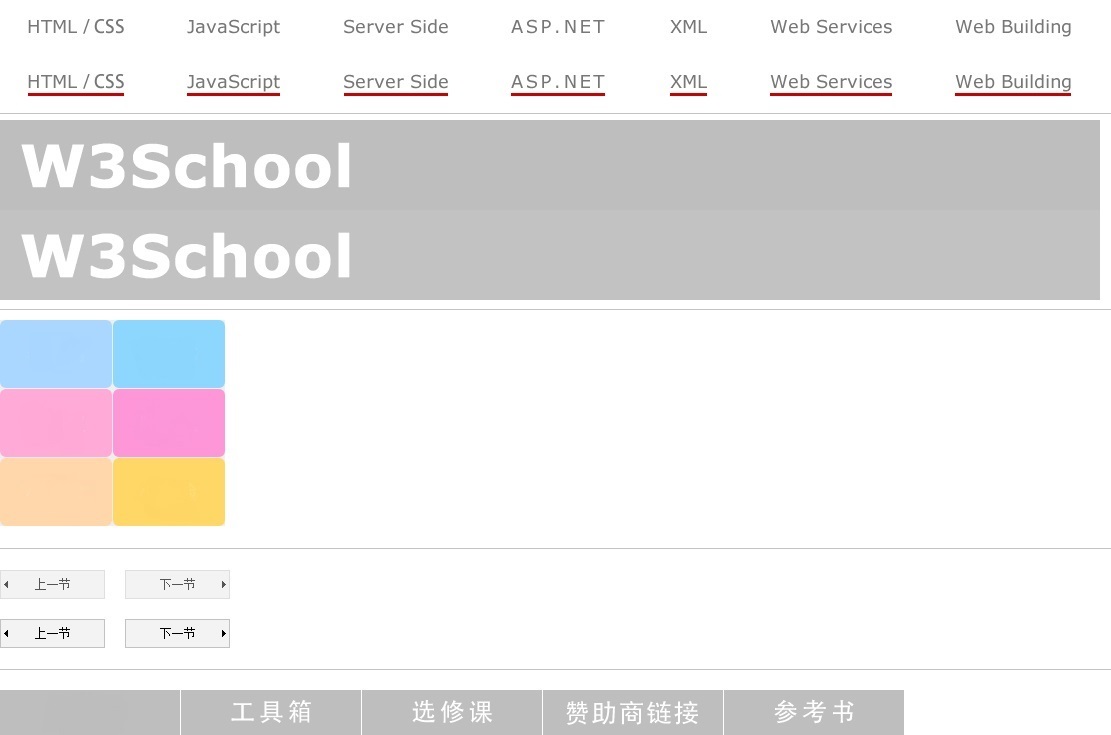 HTML / CSS JavaScript Server Side ASP.NET XML Web Services Web Building
HTML / CSS JavaScript Server Side ASP.NET XML Web Services Web Building
W3School
W3School
上一节 下一节
上一节 下一节
工具箱 选修课 赞助商链接 参考书